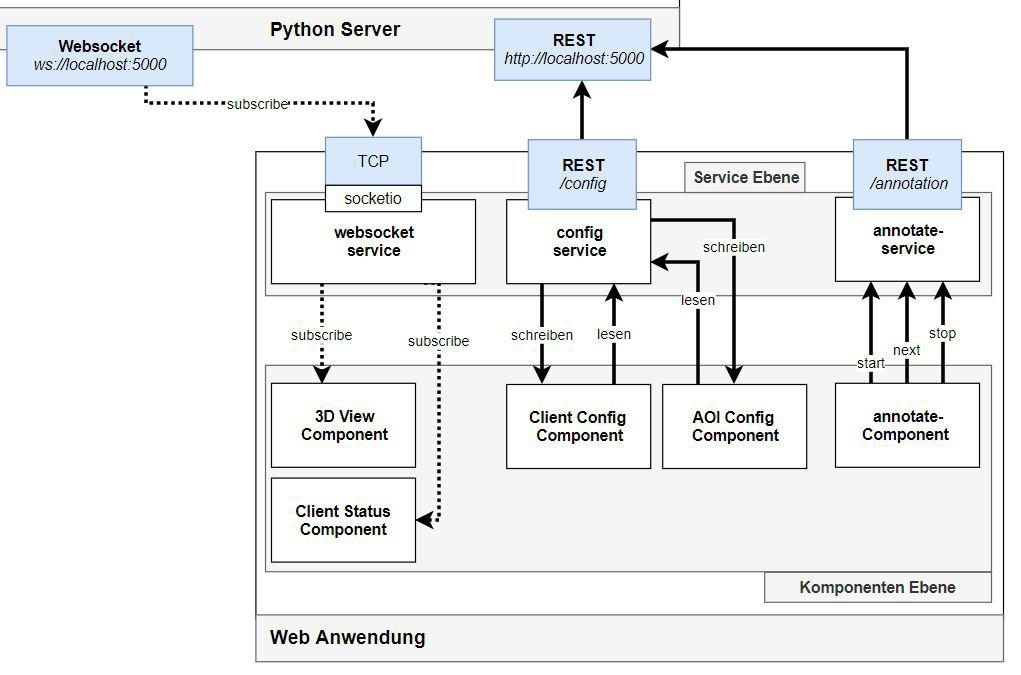 Python Server
Websocket
ws://localhost:5000
REST
http://localhost:5000
subscribe
TCP
socketio
websocket
service
REST
/config
config
service
Service Ebene
REST
/annotation
annotate-
service
schreiben
lesen
subscribe
subscribe
schreiben
lesen
start
next
stop
3D View
Component
Client Config
Component
AOI Config
Component
annotate-
Component
Client Status
Component
Komponenten Ebene
Web Anwendung